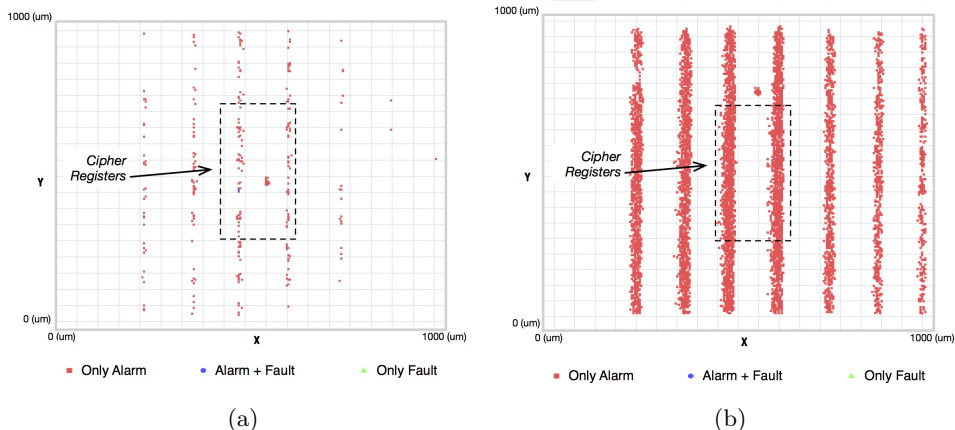 1000 (um)
Cipher
Registers
Y
0 (um)
0 (um)
X
1000 (um)
Only Alarm
Alarm + Fault
Only Fault
(a)
1000 (um)
Cipher
Registers
Y
0 (um)
0 (um)
X
1000 (um)
Only Alarm
Alarm + Fault
Only Fault
(b)